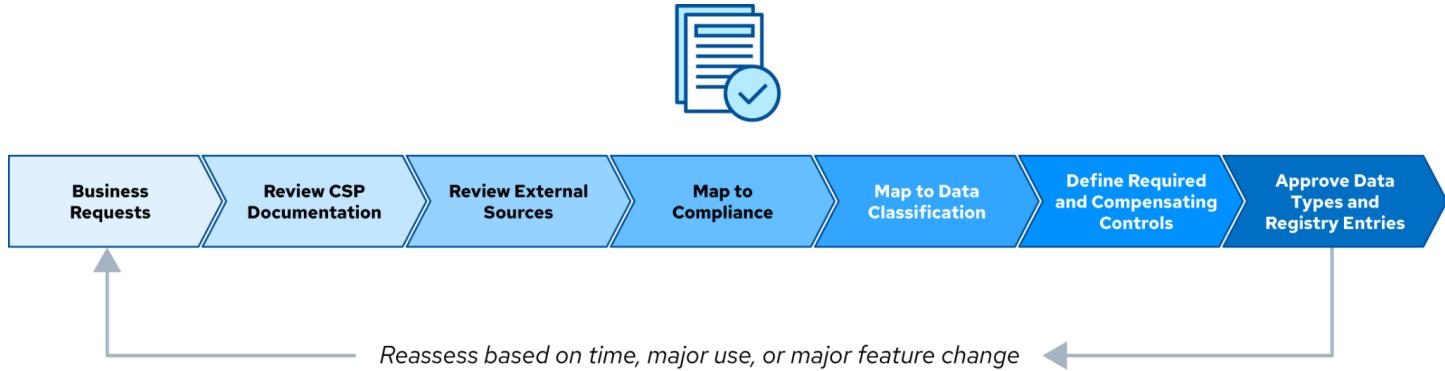 Business
Requests
Review CSP
Documentation
Review External
Sources
Map to
Compliance
Map to Data
Classification
Define Required
and Compensating
Controls
Approve Data
Types and
Registry Entries
Reassess based on time, major use, or major feature change